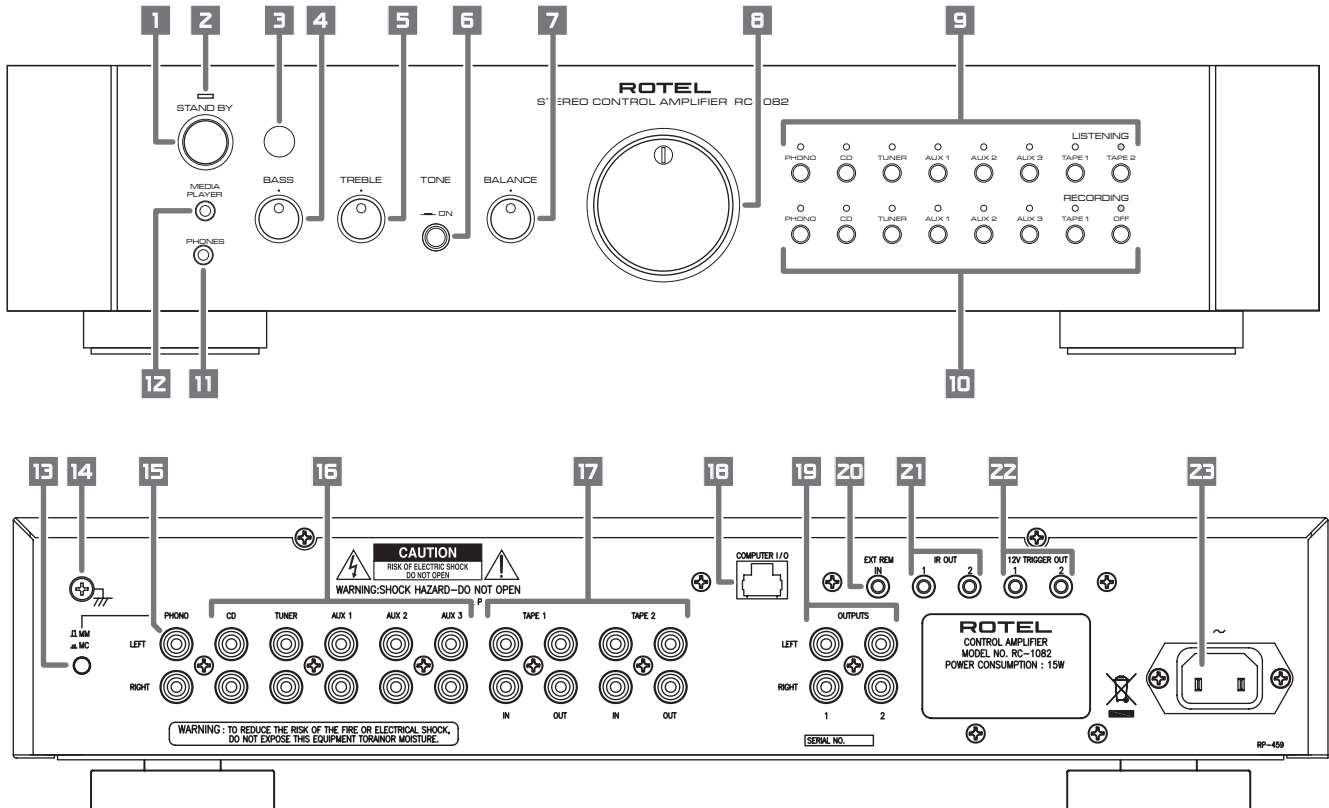 1 2 3 4 5 6 7 8 9
ROTEL
STEREO CONTROL AMPLIFIER RC-1082
STAND BY
LISTENING
PHONO CD TUNER AUX 1 AUX 2 AUX 3 TAPE 1 TAPE 2
MEDIA
PLAYER
BASS TREBLE TONE BALANCE
ON
RECORDING
PHONO CD TUNER AUX 1 AUX 2 AUX 3 TAPE 1 OFF
PHONES
12 11 10
13 14 15 16 17 18 19 20 21 22 23
CAUTION
RISK OF ELECTRIC SHOCK
DO NOT OPEN
WARNING:SHOCK HAZARD-DO NOT OPEN
P
COMPUTER I/O
EXT REM
IN
IR OUT
1 2
12V TRIGGER OUT
1 2
PHONO CD TUNER AUX 1 AUX 2 AUX 3 TAPE 1 TAPE 2 OUTPUTS
MM
MC
LEFT
RIGHT
IN OUT IN OUT
LEFT
RIGHT
1 2
ROTEL
CONTROL AMPLIFIER
MODEL NO. RC-1082
POWER CONSUMPTION : 15W
~
WARNING : TO REDUCE THE RISK OF THE FIRE OR ELECTRICAL SHOCK,
DO NOT EXPOSE THIS EQUIPMENT TORAINOR MOISTURE.
SERIAL NO.
RP-459